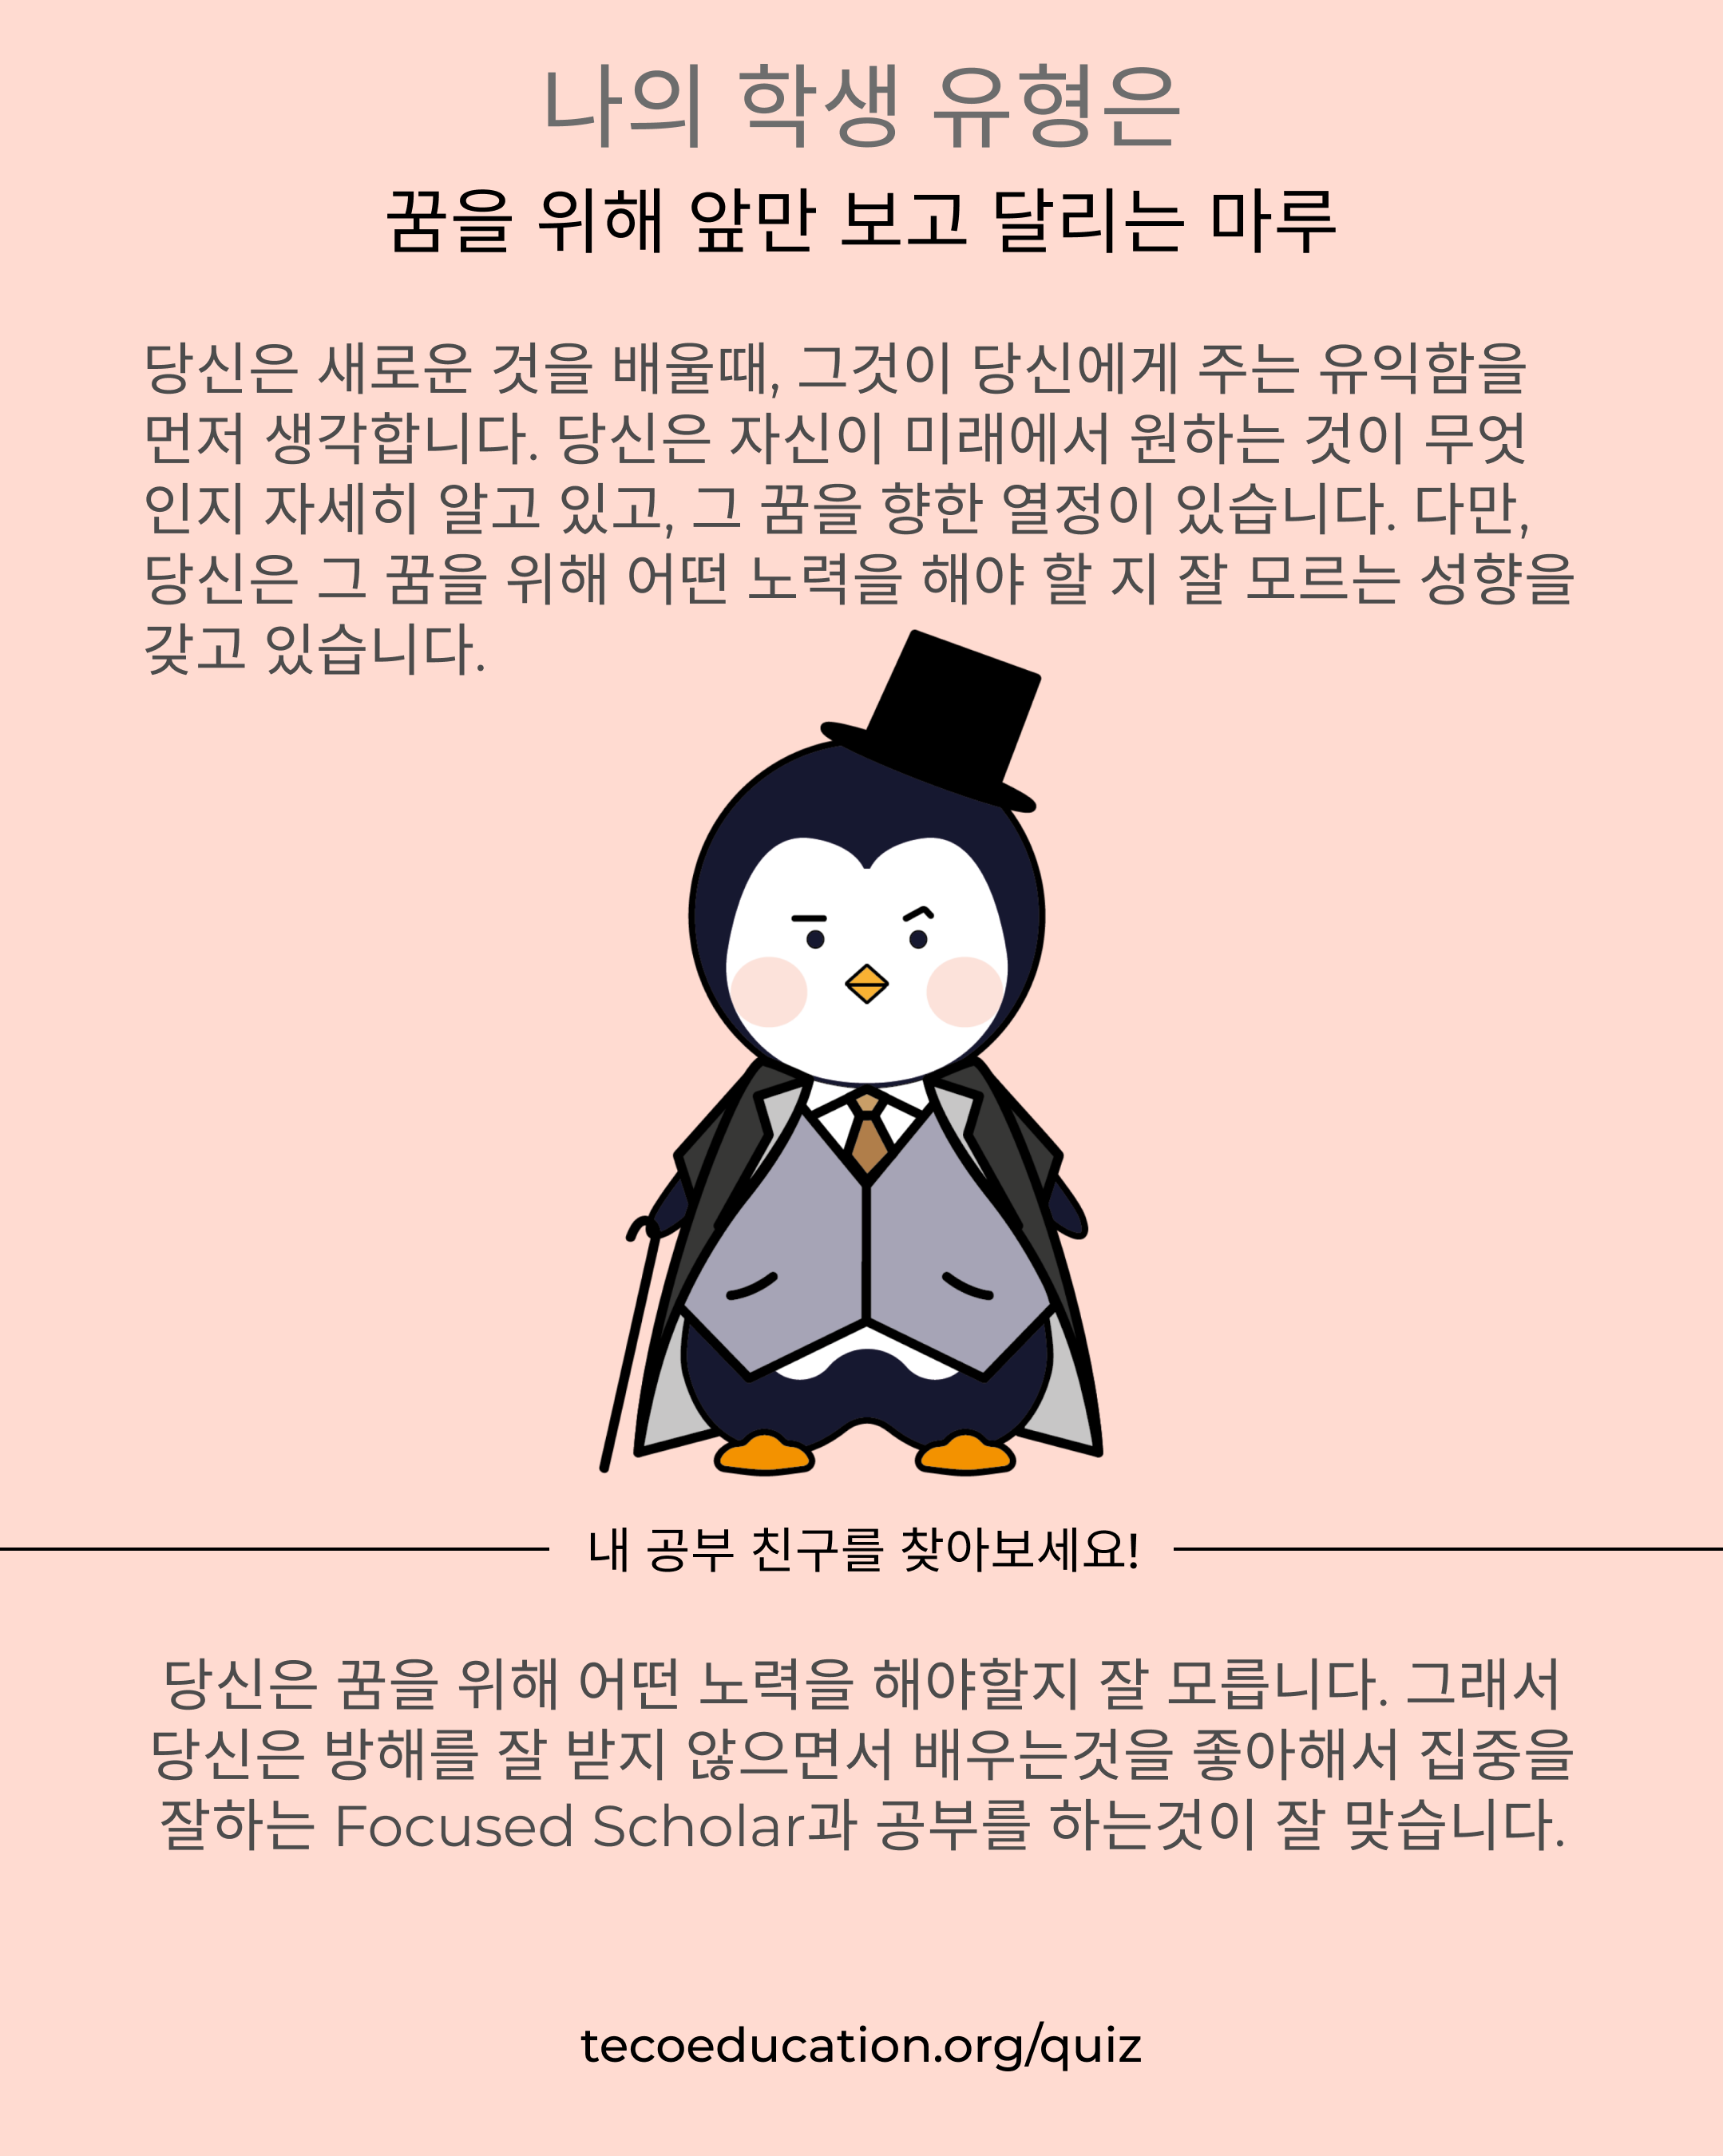 나의 학생 유형은
꿈을 위해 앞만 보고 달리는 마루
당신은 새로운 것을 배울때, 그것이 당신에게 주는 유익함을
먼저 생각합니다. 당신은 자신이 미래에서 원하는 것이 무엇
인지 자세히 알고 있고, 그 꿈을 향한 열정이 있습니다. 다만,
당신은 그 꿈을 위해 어떤 노력을 해야 할 지 잘 모르는 성향을
갖고 있습니다.
내 공부 친구를 찾아보세요!
당신은 꿈을 위해 어떤 노력을 해야할지 잘 모릅니다. 그래서
당신은 방해를 잘 받지 않으면서 배우는것을 좋아해서 집중을
잘하는 Focused Scholar과 공부를 하는것이 잘 맞습니다.
tecoeducation.org/quiz